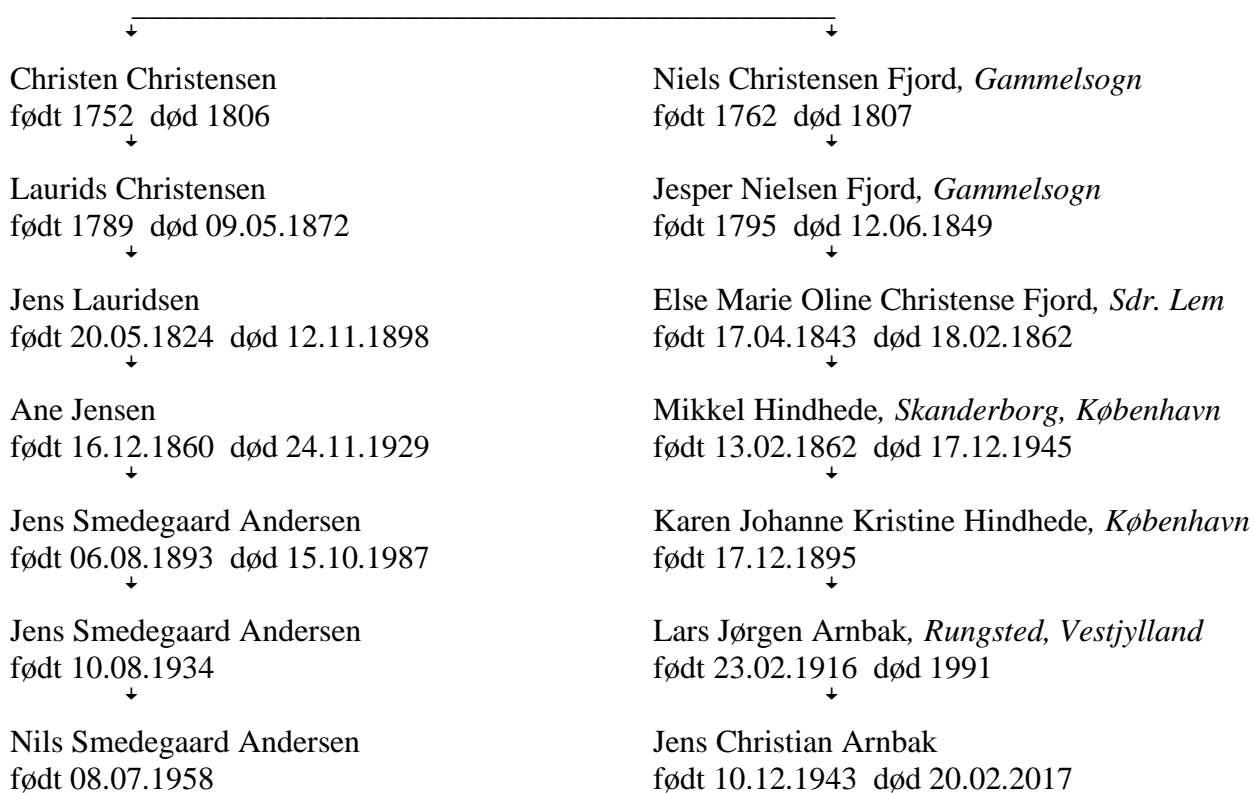 Christen Christensen
født 1752 død 1806
Laurids Christensen
født 1789 død 09.05.1872
Jens Lauridsen
født 20.05.1824 død 12.11.1898
Ane Jensen
født 16.12.1860 død 24.11.1929
Jens Smedegaard Andersen
født 06.08.1893 død 15.10.1987
Jens Smedegaard Andersen
født 10.08.1934
Nils Smedegaard Andersen
født 08.07.1958
Niels Christensen Fjord, Gammelsogn
født 1762 død 1807
Jesper Nielsen Fjord, Gammelsogn
født 1795 død 12.06.1849
Else Marie Oline Christense Fjord, Sdr. Lem
født 17.04.1843 død 18.02.1862
Mikkel Hindhede, Skanderborg, København
født 13.02.1862 død 17.12.1945
Karen Johanne Kristine Hindhede, København
født 17.12.1895
Lars Jørgen Arnbak, Rungsted, Vestjylland
født 23.02.1916 død 1991
Jens Christian Arnbak
født 10.12.1943 død 20.02.2017